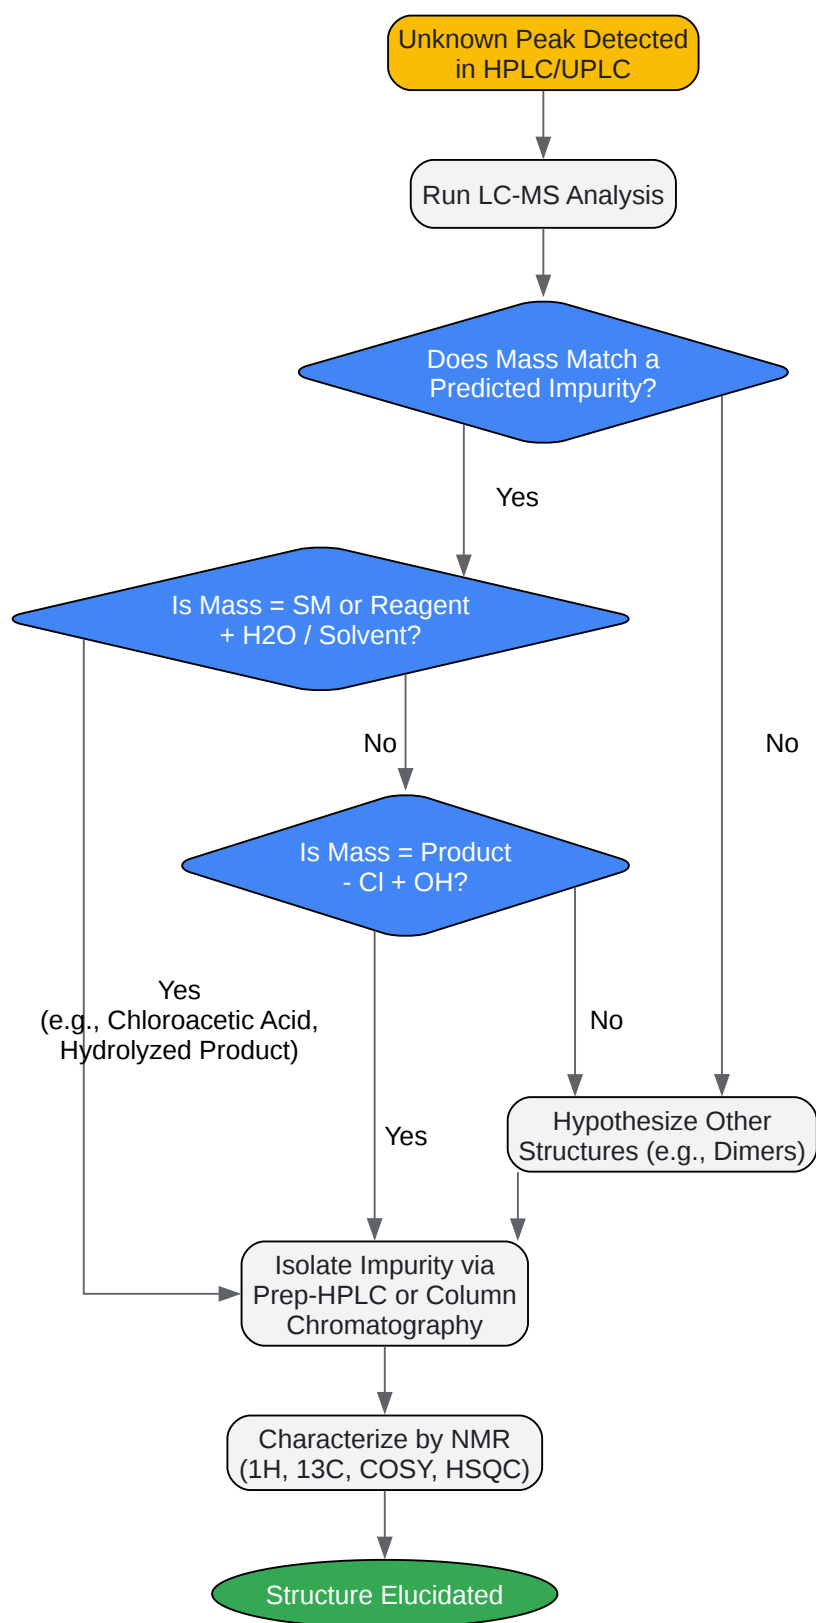 Unknown Peak Detected
in HPLC/UPLC
Run LC-MS Analysis
Does Mass Match a
Predicted Impurity?
Yes
Is Mass = SM or Reagent
+ H2O / Solvent?
No
No
Is Mass = Product
- Cl + OH?
Yes
(e.g., Chloroacetic Acid,
Hydrolyzed Product)
No
Yes
Hypothesize Other
Structures (e.g., Dimers)
Isolate Impurity via
Prep-HPLC or Column
Chromatography
Characterize by NMR
(1H, 13C, COSY, HSQC)
Structure Elucidated